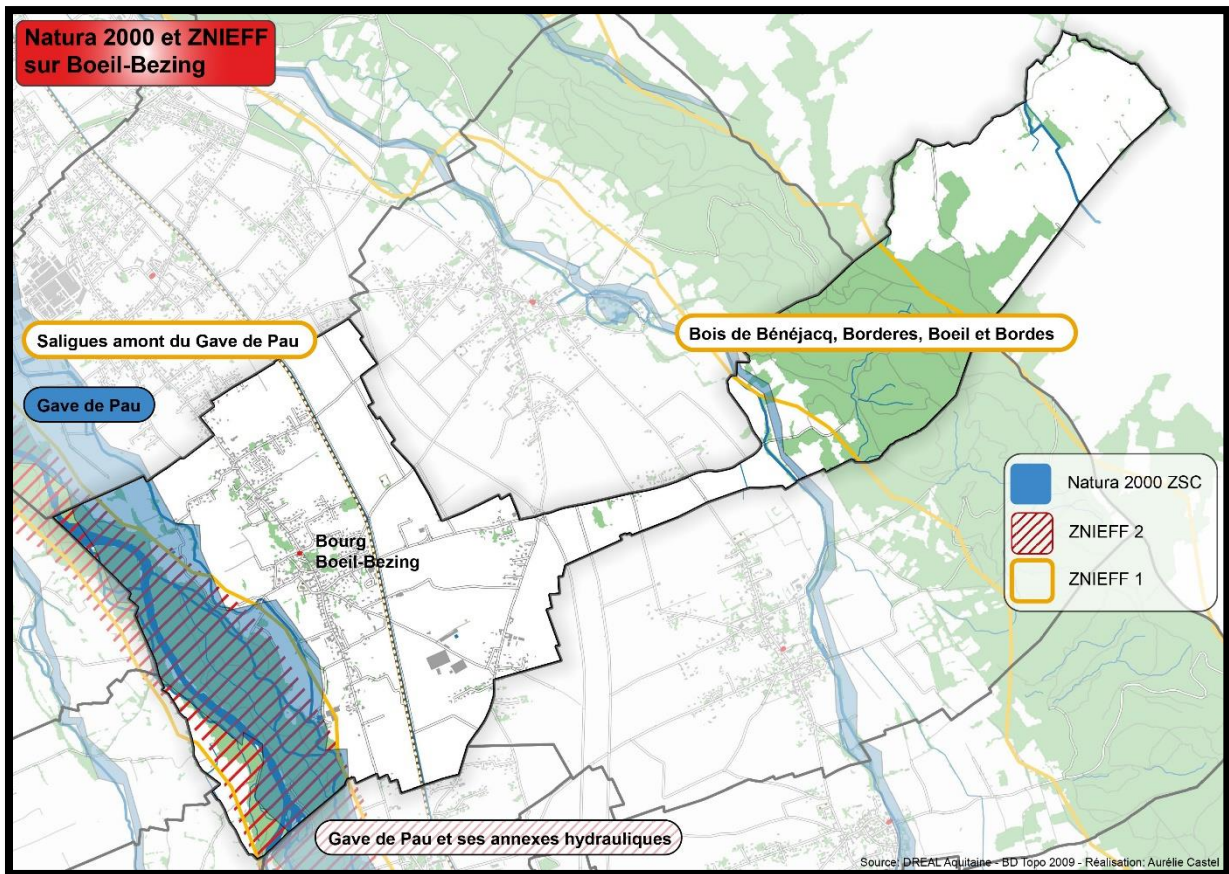 Natura 2000 et ZNIEFF
sur Boeil-Bezing
Saligues amont du Gave de Pau
Bois de Bénéjacq, Borderes, Boeil et Bordes
Gave de Pau
Natura 2000 ZSC
ZNIEFF 2
ZNIEFF 1
Bourg
Boeil-Bezing
Gave de Pau et ses annexes hydrauliques
Source: DREAL Aquitaine - BD Topo 2009 - Réalisation: Aurélie Castel